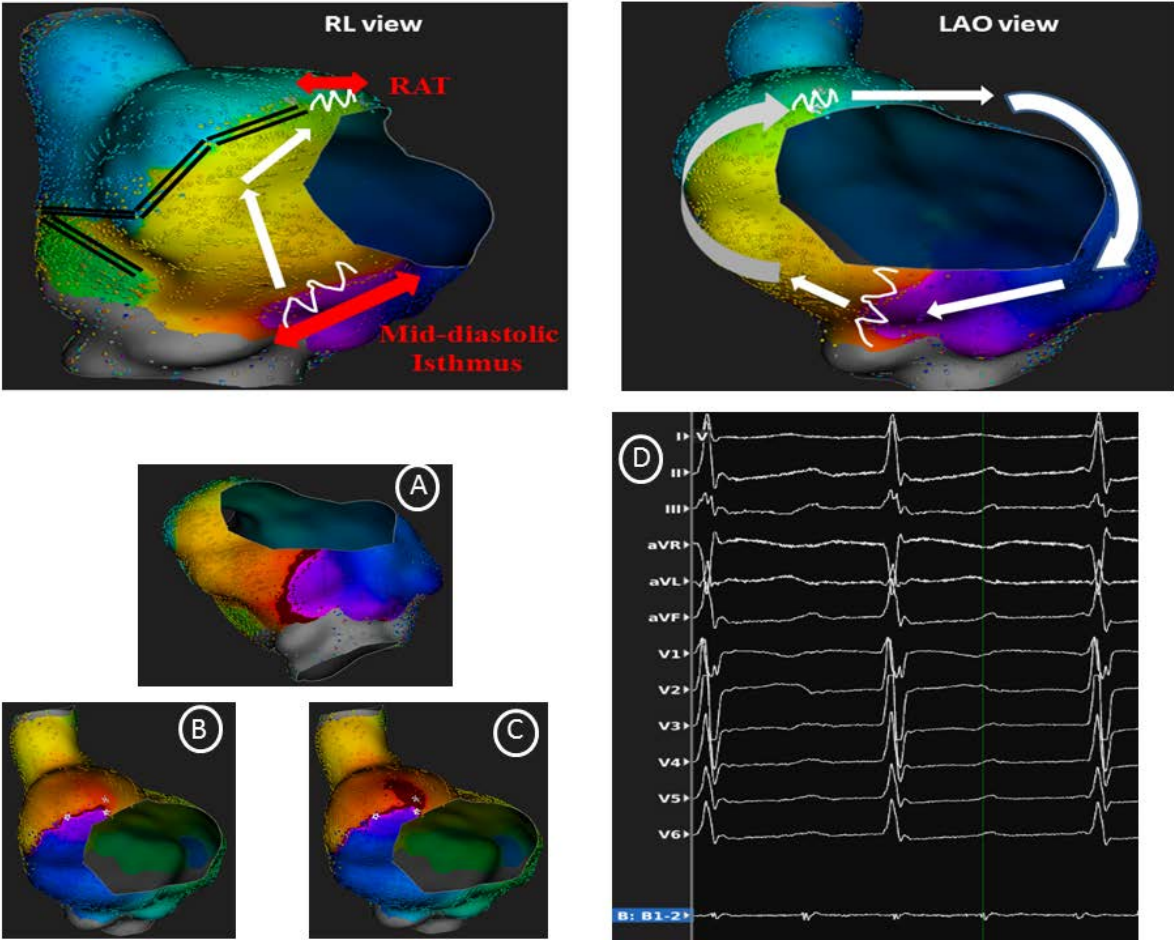 RL view
RAT
Mid-diastolic
Isthmus
LAO view
A
B
C
D
I
V
II
III
aVR
aVL
aVF
V1
V2
V3
V4
V5
V6
B: B1-2